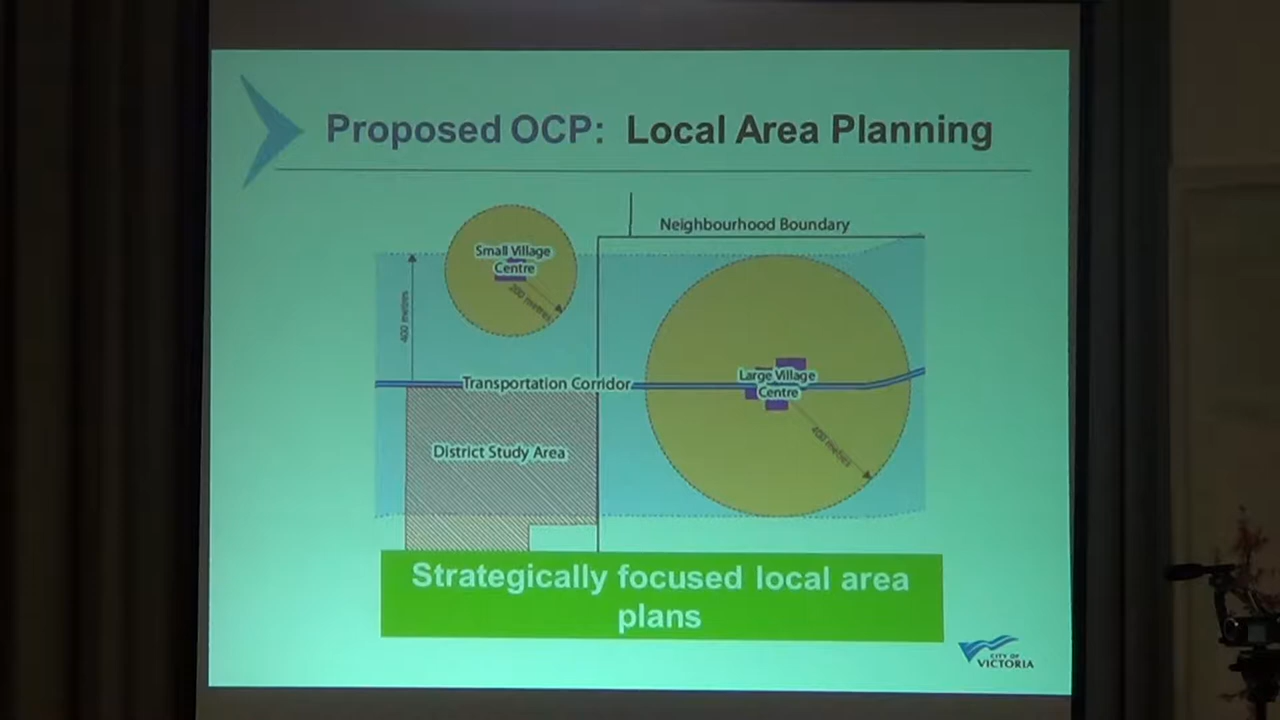 Proposed OCP: Local Area Planning
Neighbourhood Boundary
Small Village
Centre
200 metres
400 metres
Transportation Corridor
Large Village
Centre
400 metres
District Study Area
Strategically focused local area
plans
CITY OF
VICTORIA